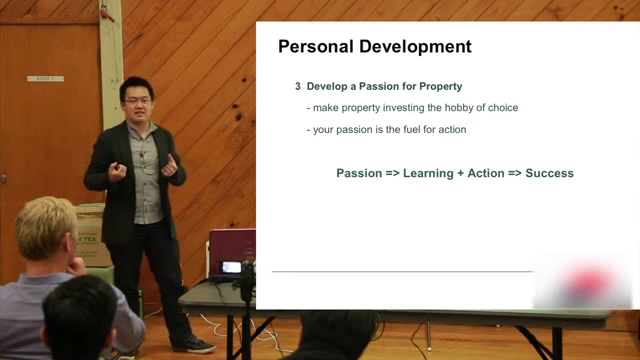 Personal Development
3 Develop a Passion for Property
- make property investing the hobby of choice
- your passion is the fuel for action
Passion => Learning + Action => Success